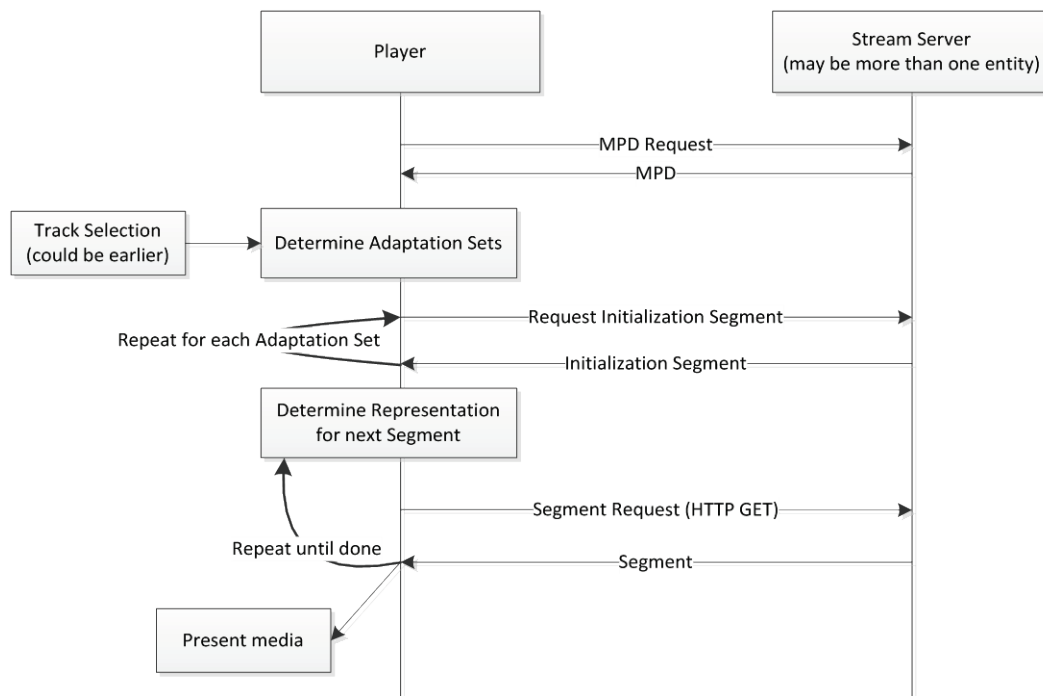 Player
Stream Server
(may be more than one entity)
MPD Request
MPD
Track Selection
(could be earlier)
Determine Adaptation Sets
Request Initialization Segment
Repeat for each Adaptation Set
Initialization Segment
Determine Representation
for next Segment
Segment Request (HTTP GET)
Repeat until done
Segment
Present media